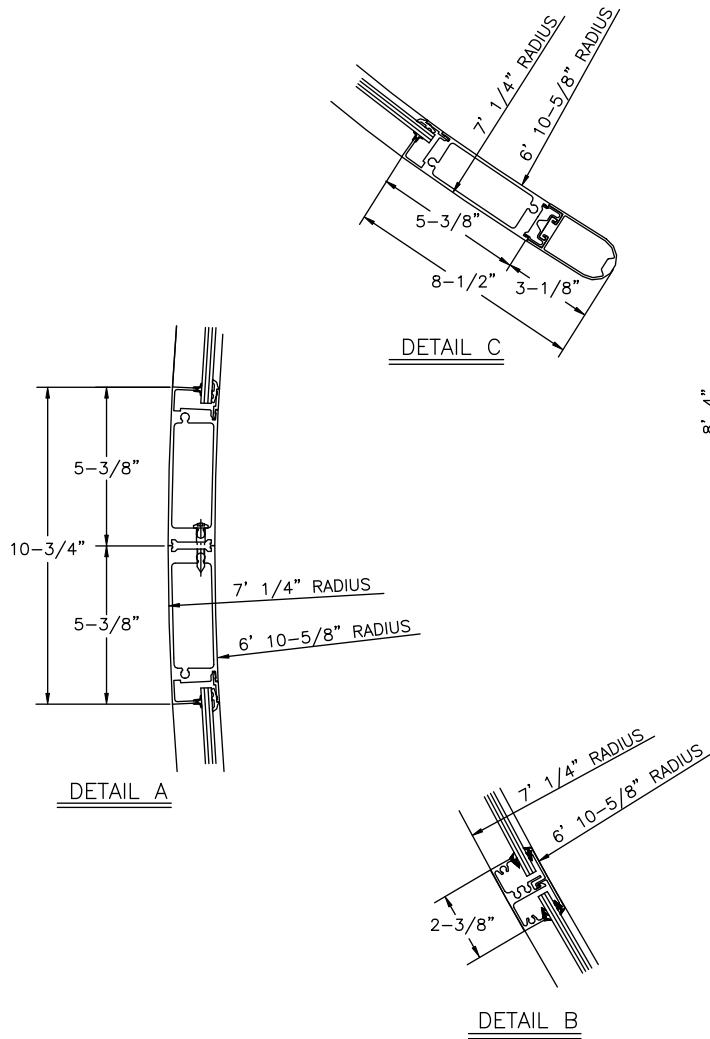 7’ 1/4” RADIUS
6’ 10–5/8” RADIUS
5–3/8”
8–1/2”
3–1/8”
DETAIL C
8’ 4”
5–3/8”
10–3/4”
7’ 1/4” RADIUS
5–3/8”
6’ 10–5/8” RADIUS
DETAIL A
7’ 1/4” RADIUS
6’ 10–5/8” RADIUS
2–3/8”
DETAIL B